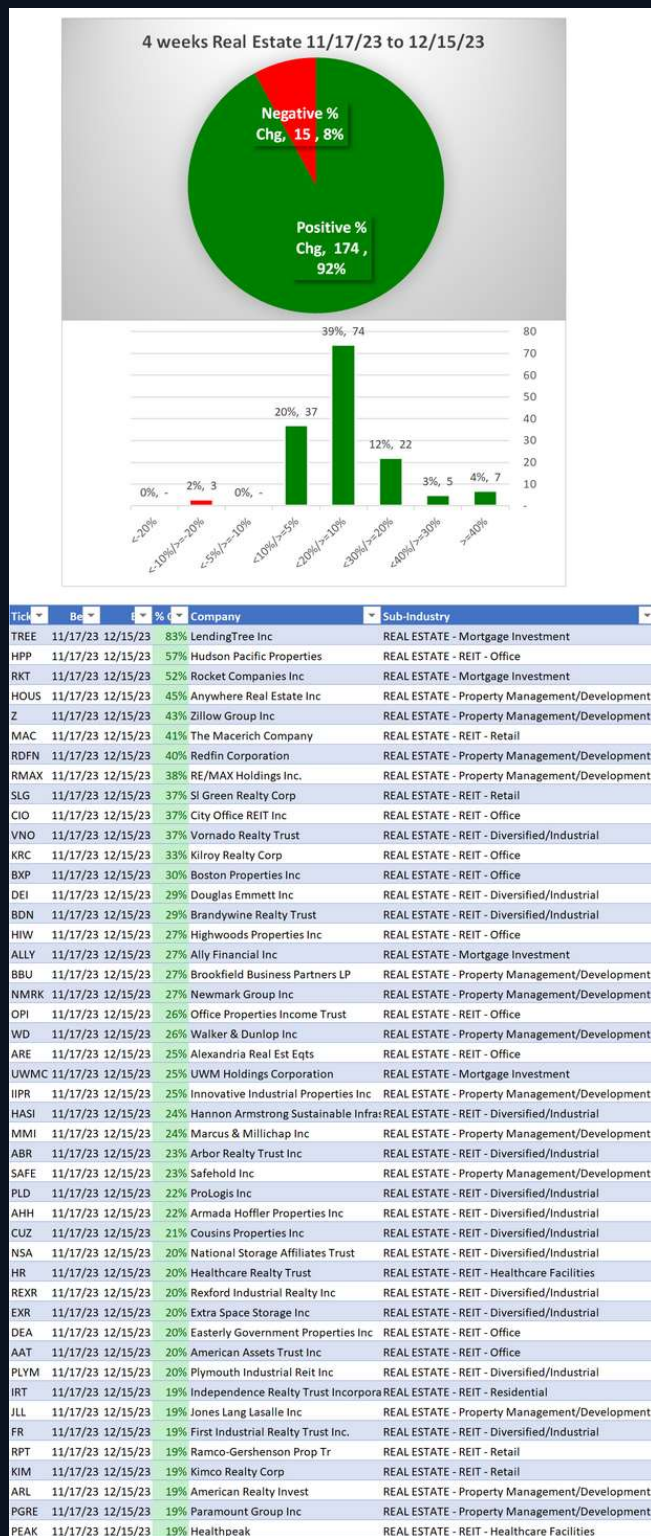 4 weeks Real Estate 11/17/23 to 12/15/23
Negative %
Chg, 15 , 8%
Positive %
Chg, 174 ,
92%
39%, 74
20%, 37
12%, 22
3%, 5
4%, 7
0%, -
2%, 3
0%, -
80
70
60
50
40
30
20
10
-
<-20%
<-10%/>=-20%
<-5%/>=-10%
<10%/>=5%
<20%/>=10%
<30%/>=20%
<40%/>=30%
>=40%
Tick Be E % C Company Sub-Industry
TREE 11/17/23 12/15/23 83% LendingTree Inc REAL ESTATE - Mortgage Investment
HPP 11/17/23 12/15/23 57% Hudson Pacific Properties REAL ESTATE - REIT - Office
RKT 11/17/23 12/15/23 52% Rocket Companies Inc REAL ESTATE - Mortgage Investment
HOUS 11/17/23 12/15/23 45% Anywhere Real Estate Inc REAL ESTATE - Property Management/Development
Z 11/17/23 12/15/23 43% Zillow Group Inc REAL ESTATE - Property Management/Development
MAC 11/17/23 12/15/23 41% The Macerich Company REAL ESTATE - REIT - Retail
RDFN 11/17/23 12/15/23 40% Redfin Corporation REAL ESTATE - Property Management/Development
RMAX 11/17/23 12/15/23 38% RE/MAX Holdings Inc. REAL ESTATE - Property Management/Development
SLG 11/17/23 12/15/23 37% Sl Green Realty Corp REAL ESTATE - REIT - Retail
CIO 11/17/23 12/15/23 37% City Office REIT Inc REAL ESTATE - REIT - Office
VNO 11/17/23 12/15/23 37% Vornado Realty Trust REAL ESTATE - REIT - Diversified/Industrial
KRC 11/17/23 12/15/23 33% Kilroy Realty Corp REAL ESTATE - REIT - Office
BXP 11/17/23 12/15/23 30% Boston Properties Inc REAL ESTATE - REIT - Office
DEI 11/17/23 12/15/23 29% Douglas Emmett Inc REAL ESTATE - REIT - Diversified/Industrial
BDN 11/17/23 12/15/23 29% Brandywine Realty Trust REAL ESTATE - REIT - Diversified/Industrial
HIW 11/17/23 12/15/23 27% Highwoods Properties Inc REAL ESTATE - REIT - Office
ALLY 11/17/23 12/15/23 27% Ally Financial Inc REAL ESTATE - Mortgage Investment
BBU 11/17/23 12/15/23 27% Brookfield Business Partners LP REAL ESTATE - Property Management/Development
NMRK 11/17/23 12/15/23 27% Newmark Group Inc REAL ESTATE - Property Management/Development
OPI 11/17/23 12/15/23 26% Office Properties Income Trust REAL ESTATE - REIT - Office
WD 11/17/23 12/15/23 26% Walker & Dunlop Inc REAL ESTATE - Property Management/Development
ARE 11/17/23 12/15/23 25% Alexandria Real Est Eqts REAL ESTATE - REIT - Office
UWMC 11/17/23 12/15/23 25% UWM Holdings Corporation REAL ESTATE - Mortgage Investment
IIPR 11/17/23 12/15/23 25% Innovative Industrial Properties Inc REAL ESTATE - Property Management/Development
HASI 11/17/23 12/15/23 24% Hannon Armstrong Sustainable Infra: REAL ESTATE - REIT - Diversified/Industrial
MMI 11/17/23 12/15/23 24% Marcus & Millichap Inc REAL ESTATE - Property Management/Development
ABR 11/17/23 12/15/23 23% Arbor Realty Trust Inc REAL ESTATE - REIT - Diversified/Industrial
SAFE 11/17/23 12/15/23 23% Safehold Inc REAL ESTATE - Property Management/Development
PLD 11/17/23 12/15/23 22% ProLogis Inc REAL ESTATE - REIT - Diversified/Industrial
AHH 11/17/23 12/15/23 22% Armada Hoffler Properties Inc REAL ESTATE - REIT - Diversified/Industrial
CUZ 11/17/23 12/15/23 21% Cousins Properties Inc REAL ESTATE - REIT - Diversified/Industrial
NSA 11/17/23 12/15/23 20% National Storage Affiliates Trust REAL ESTATE - REIT - Diversified/Industrial
HR 11/17/23 12/15/23 20% Healthcare Realty Trust REAL ESTATE - REIT - Healthcare Facilities
REXR 11/17/23 12/15/23 20% Rexford Industrial Realty Inc REAL ESTATE - REIT - Diversified/Industrial
EXR 11/17/23 12/15/23 20% Extra Space Storage Inc REAL ESTATE - REIT - Diversified/Industrial
DEA 11/17/23 12/15/23 20% Easterly Government Properties Inc REAL ESTATE - REIT - Office
AAT 11/17/23 12/15/23 20% American Assets Trust Inc REAL ESTATE - REIT - Office
PLYM 11/17/23 12/15/23 20% Plymouth Industrial Reit Inc REAL ESTATE - REIT - Diversified/Industrial
IRT 11/17/23 12/15/23 19% Independence Realty Trust Incorpora REAL ESTATE - REIT - Residential
JLL 11/17/23 12/15/23 19% Jones Lang Lasalle Inc REAL ESTATE - Property Management/Development
FR 11/17/23 12/15/23 19% First Industrial Realty Trust Inc. REAL ESTATE - REIT - Diversified/Industrial
RPT 11/17/23 12/15/23 19% Ramco-Gershenson Prop Tr REAL ESTATE - REIT - Retail
KIM 11/17/23 12/15/23 19% Kimco Realty Corp REAL ESTATE - REIT - Retail
ARL 11/17/23 12/15/23 19% American Realty Invest REAL ESTATE - Property Management/Development
PGRE 11/17/23 12/15/23 19% Paramount Group Inc REAL ESTATE - Property Management/Development
PEAK 11/17/23 12/15/23 19% Healthpeak REAL ESTATE - REIT - Healthcare Facilities